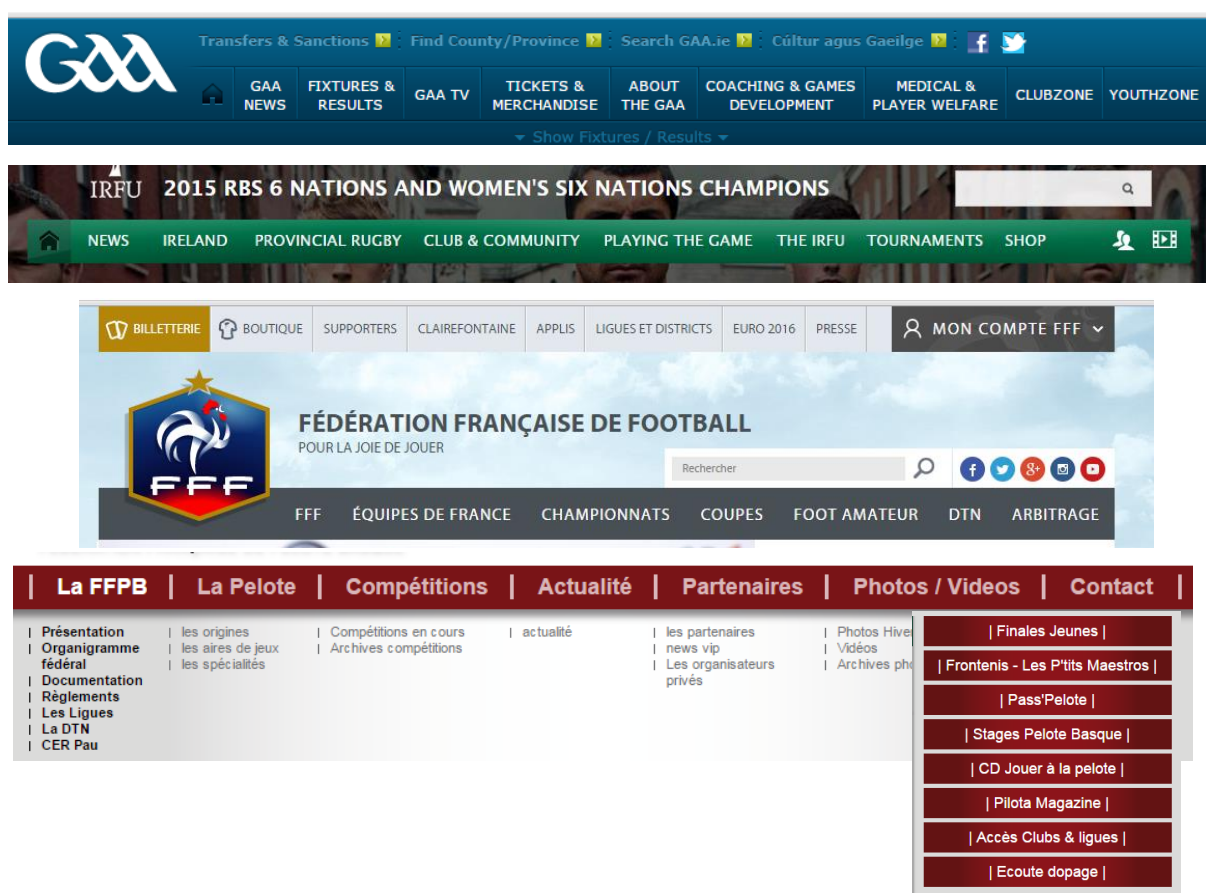 GAA
Transfers & Sanctions Find County/Province Search GAA.ie Cúltur agus Gaeilge
GAA NEWS FIXTURES & RESULTS GAA TV TICKETS & MERCHANDISE ABOUT THE GAA COACHING & GAMES DEVELOPMENT MEDICAL & PLAYER WELFARE CLUBZONE YOUTHZONE
Show Fixtures / Results
IRFU 2015 RBS 6 NATIONS AND WOMEN'S SIX NATIONS CHAMPIONS
NEWS IRELAND PROVINCIAL RUGBY CLUB & COMMUNITY PLAYING THE GAME THE IRFU TOURNAMENTS SHOP
BILLETTERIE BOUTIQUE SUPPORTERS CLAIREFONTAINE APPLIS LIGUES ET DISTRICTS EURO 2016 PRESSE MON COMPTE FFF
FÉDÉRATION FRANÇAISE DE FOOTBALL
POUR LA JOIE DE JOUER
Rechercher
FFF
FFF ÉQUIPES DE FRANCE CHAMPIONNATS COUPES FOOT AMATEUR DTN ARBITRAGE
| La FFPB | La Pelote | Compétitions | Actualité | Partenaires | Photos / Videos | Contact |
| Présentation
| Organigramme
fédéral
| Documentation
| Règlements
| Les Ligues
| La DTN
| CER Pau
| les origines
| les aires de jeux
| les spécialités
| Compétitions en cours
| Archives compétitions
| actualité
| les partenaires
| news vip
| Les organisateurs
privés
| Photos
| Vidéos
| Archives
| Finales Jeunes |
| Frontenis - Les P'tits Maestros |
| Pass'Pelote |
| Stages Pelote Basque |
| CD Jouer à la pelote |
| Pilota Magazine |
| Accès Clubs & ligues |
| Ecoute dopage |